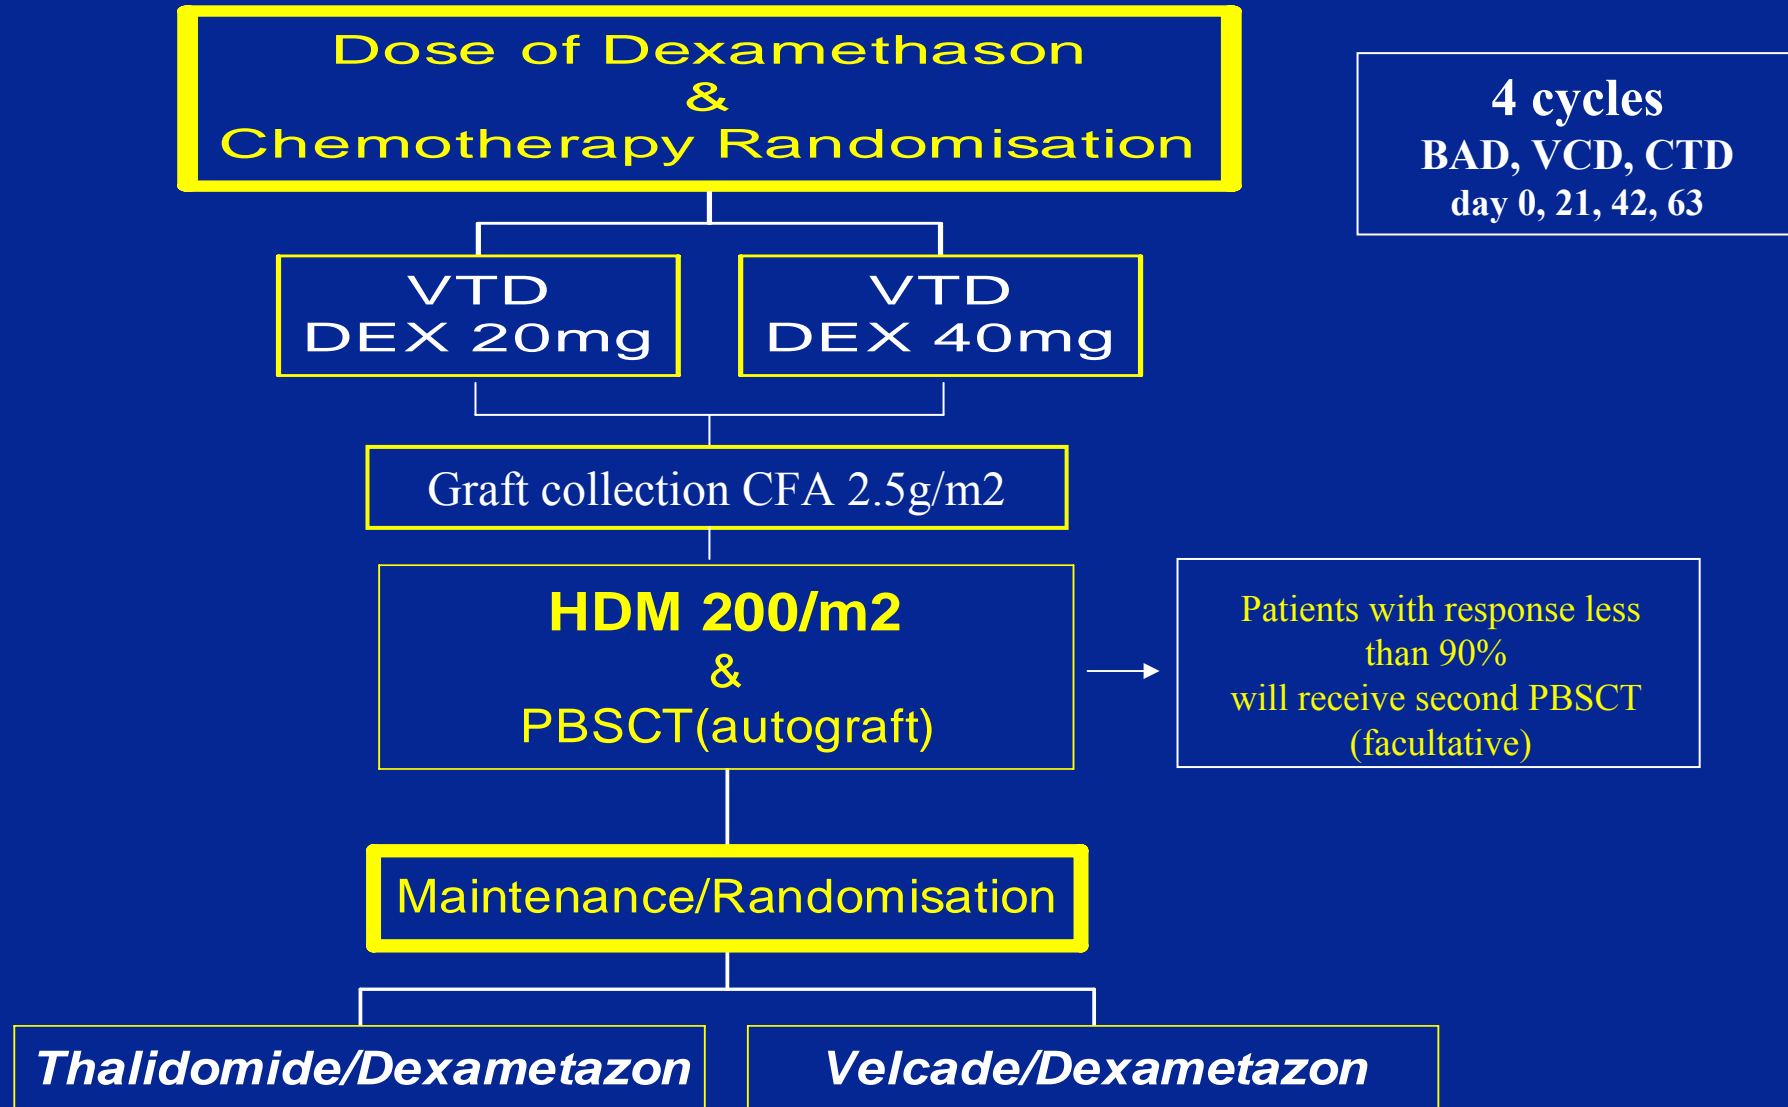 Dose of Dexamethason
&
Chemotherapy Randomisation
4 cycles
BAD, VCD, CTD
day 0, 21, 42, 63
VTD
DEX 20mg
VTD
DEX 40mg
Graft collection CFA 2.5g/m2
HDM 200/m2
&
PBSCT(autograft)
Patients with response less
than 90%
will receive second PBSCT
(facultative)
Maintenance/Randomisation
Thalidomide/Dexametazon
Velcade/Dexametazon